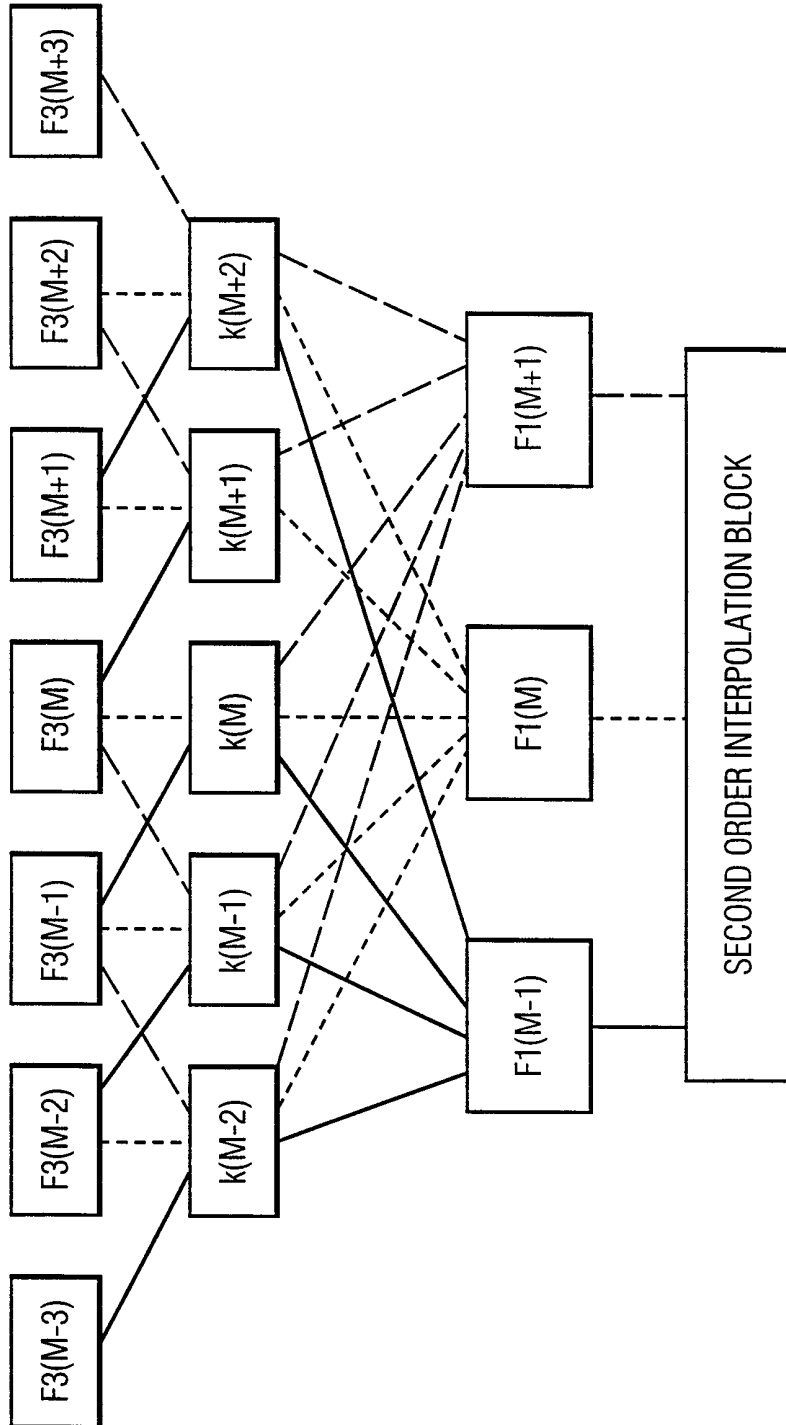 F3(M-3)
F3(M-2)
F3(M-1)
F3(M)
F3(M+1)
F3(M+2)
F3(M+3)
k(M-2)
k(M-1)
k(M)
k(M+1)
k(M+2)
F1(M-1)
F1(M)
F1(M+1)
SECOND ORDER INTERPOLATION BLOCK